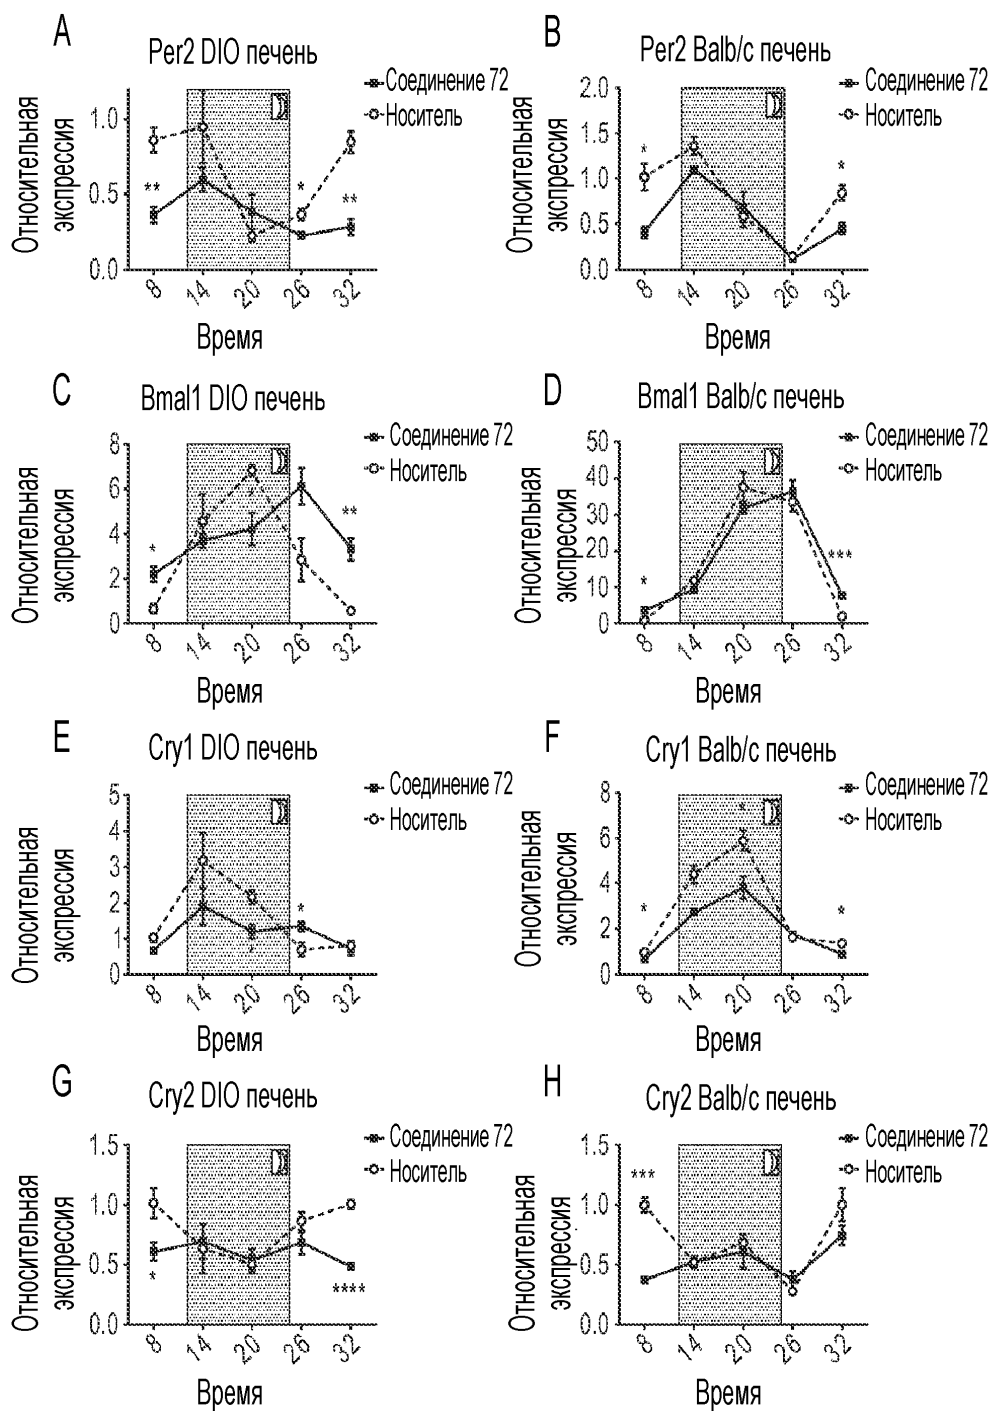 A
Per2 DIO печень
Соединение 72
Носитель
Относительная
экспрессия
1.0
0.5
0.0
**
*
**
8
14
20
26
32
Время
B
Per2 Balb/c печень
Соединение 72
Носитель
Относительная
экспрессия
2.0
1.5
1.0
0.5
0.0
*
*
8
14
20
26
32
Время
C
Bmal1 DIO печень
Соединение 72
Носитель
Относительная
экспрессия
8
6
4
2
0
*
*
**
8
14
20
26
32
Время
D
Bmal1 Balb/c печень
Соединение 72
Носитель
Относительная
экспрессия
50
40
30
20
10
0
*
***
8
14
20
26
32
Время
E
Cry1 DIO печень
Соединение 72
Носитель
Относительная
экспрессия
5
4
3
2
1
0
*
*
8
14
20
26
32
Время
F
Cry1 Balb/c печень
Соединение 72
Носитель
Относительная
экспрессия
8
6
4
2
0
*
*
*
8
14
20
26
32
Время
G
Cry2 DIO печень
Соединение 72
Носитель
Относительная
экспрессия
1.5
1.0
0.5
0.0
*
****
8
14
20
26
32
Время
H
Cry2 Balb/c печень
Соединение 72
Носитель
Относительная
экспрессия
1.5
1.0
0.5
0.0
***
8
14
20
26
32
Время